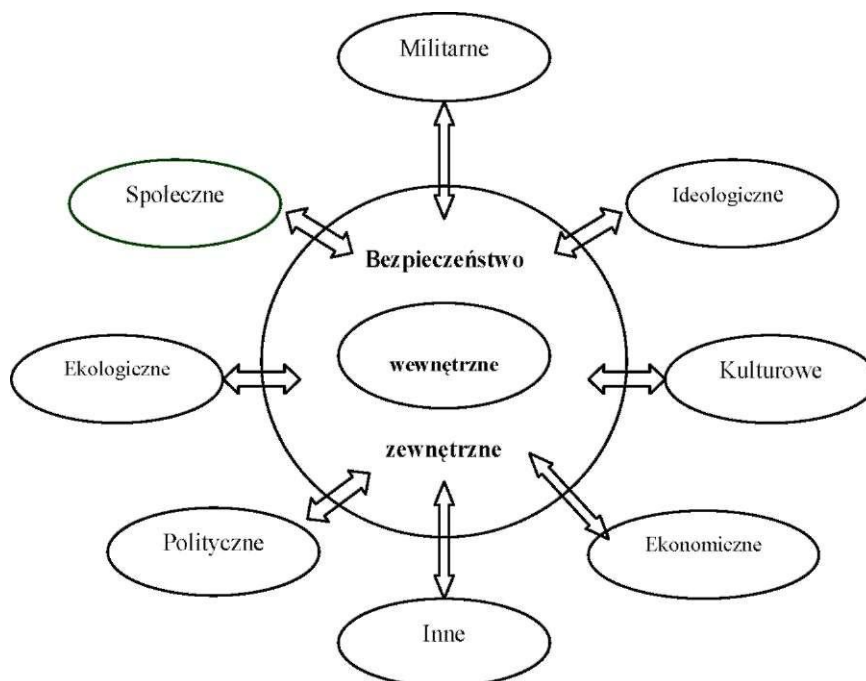 Militarne
Społeczne
Ideologiczne
Bezpieczeństwo
wewnętrzne
Ekologiczne
Kulturowe
zewnętrzne
Polityczne
Ekonomiczne
Inne